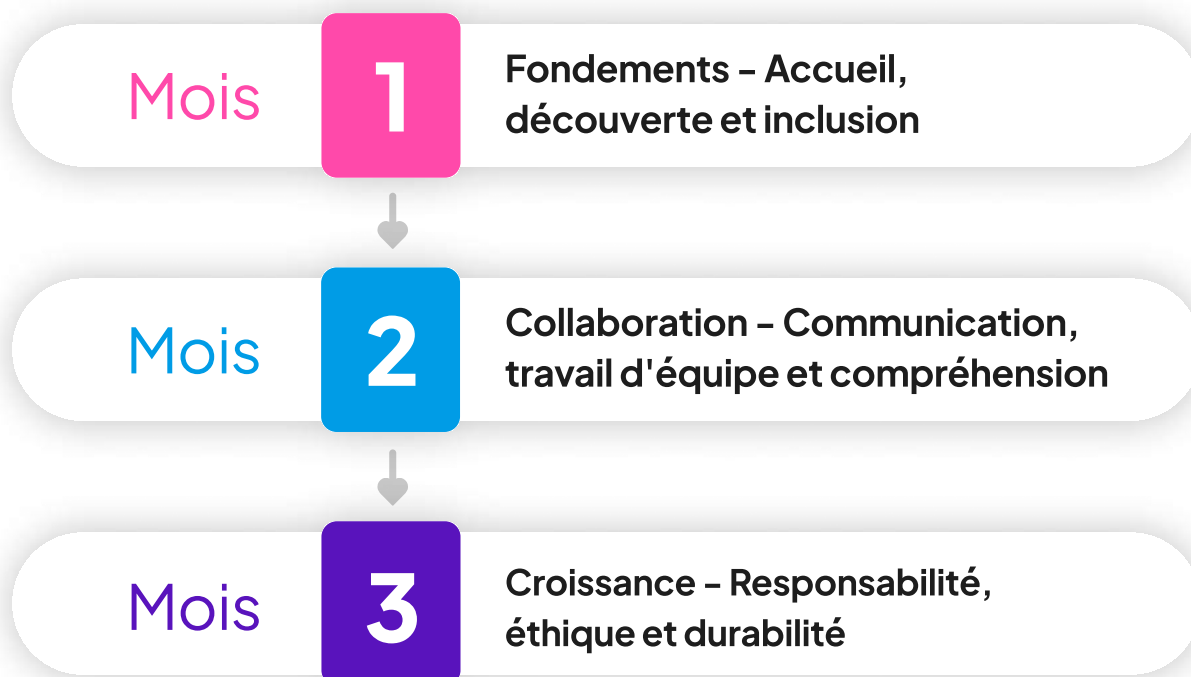 Mois
1
Fondements – Accueil,
découverte et inclusion
Mois
2
Collaboration – Communication,
travail d'équipe et compréhension
Mois
3
Croissance – Responsabilité,
éthique et durabilité